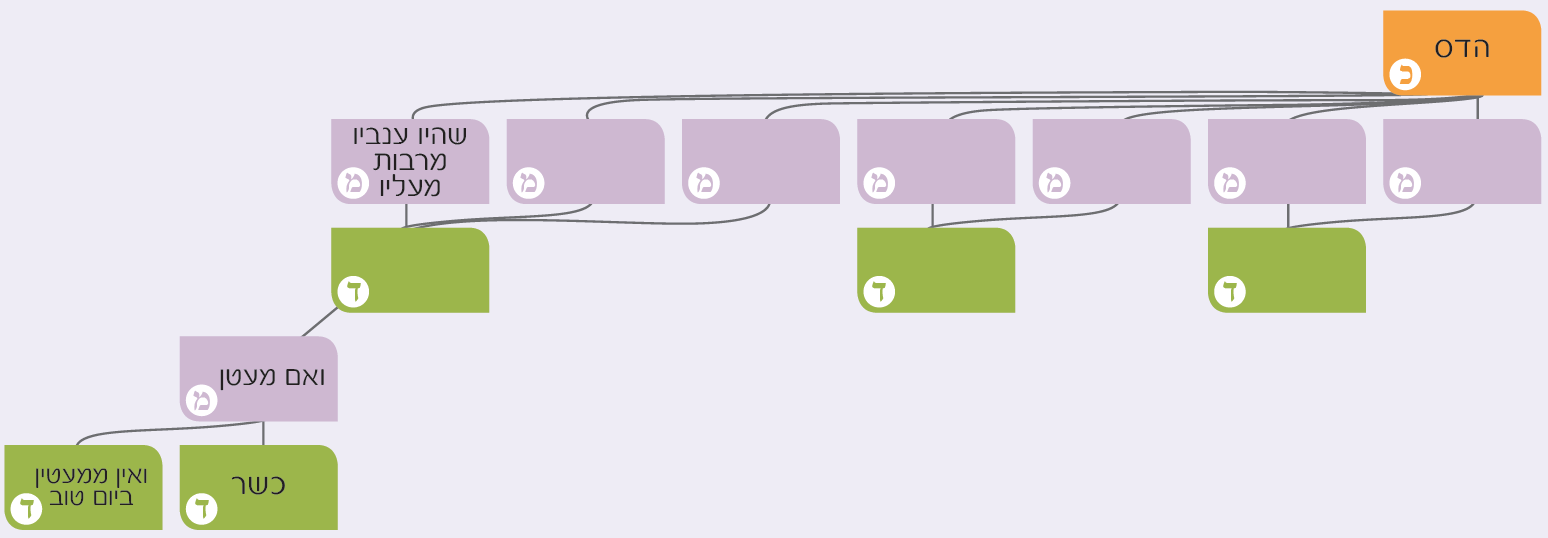 הדס
כ
שהיו ענביו
מרבות
מעליו
מ
מ
מ
מ
מ
מ
מ
ד
ד
ד
ואם מעטן
מ
כשר
ד
ואין ממעטין
ביום טוב
ד